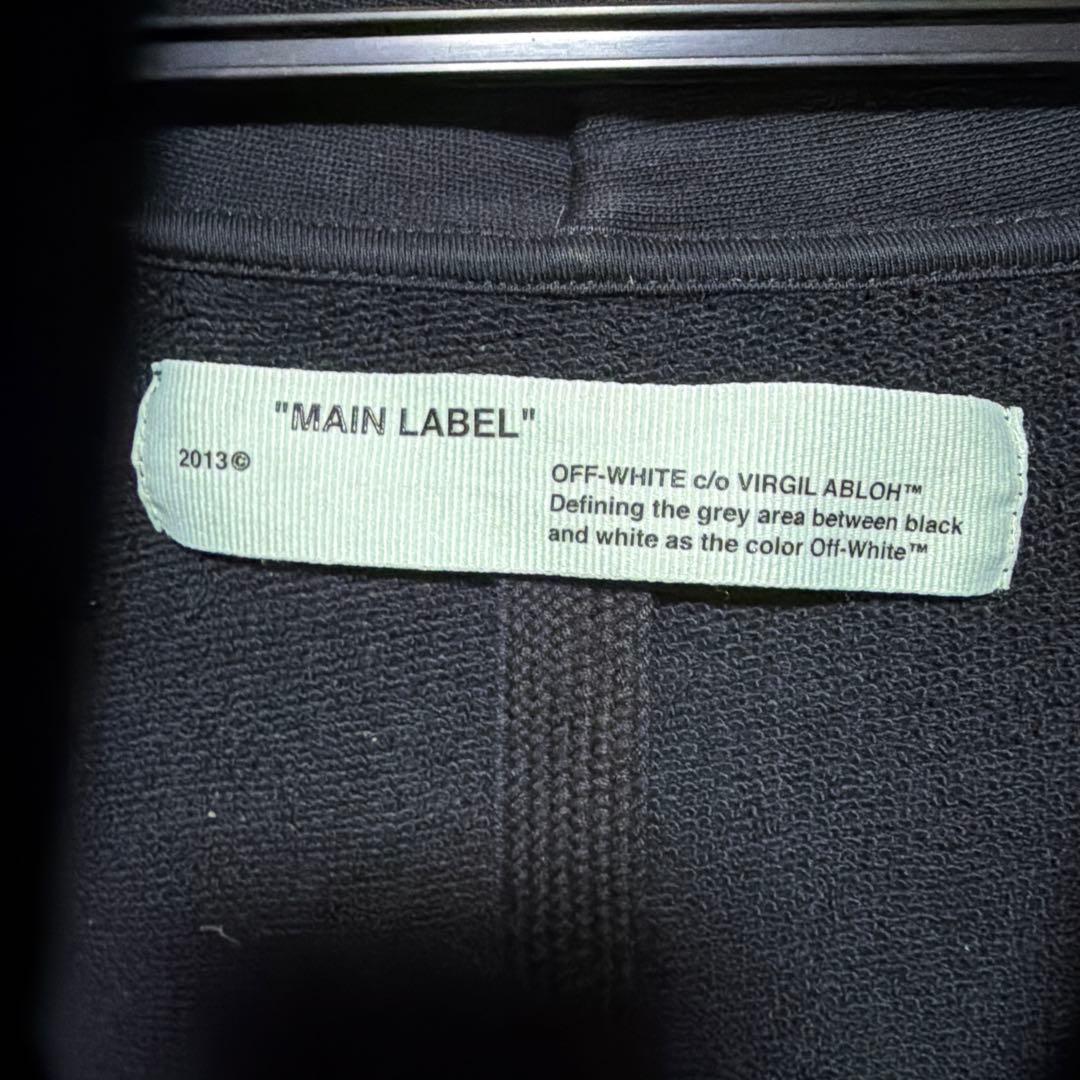 "MAIN LABEL"
2013©
OFF-WHITE c/o VIRGIL ABLOH™
Defining the grey area between black
and white as the color Off-White™